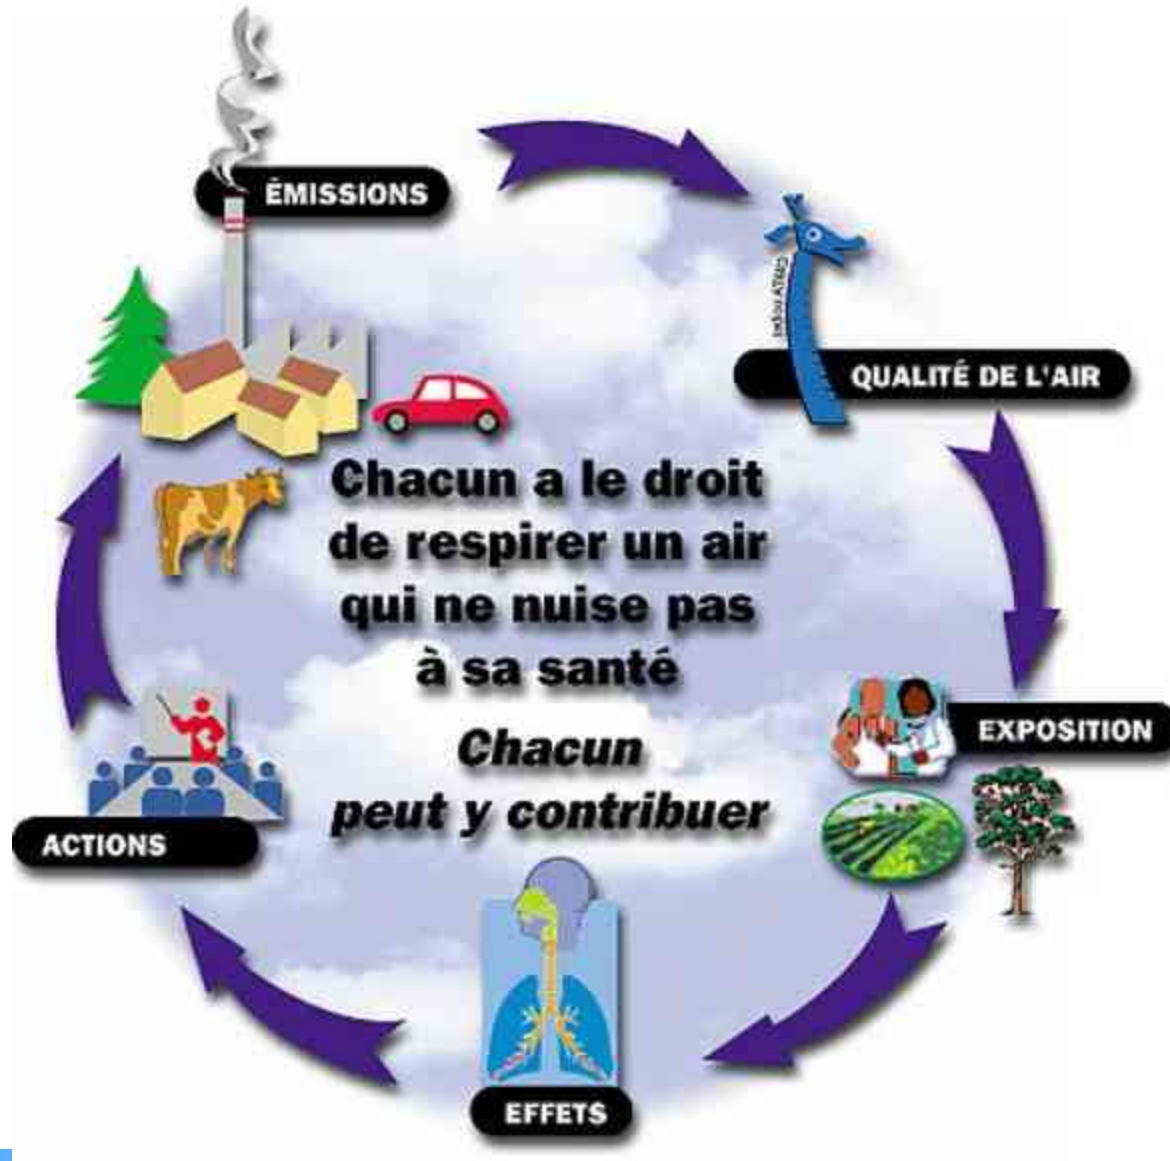 ÉMISSIONS
QUALITÉ DE L'AIR
Chacun a le droit
de respirer un air
qui ne nuise pas
à sa santé
Chacun
peut y contribuer
EXPOSITION
ACTIONS
EFFETS